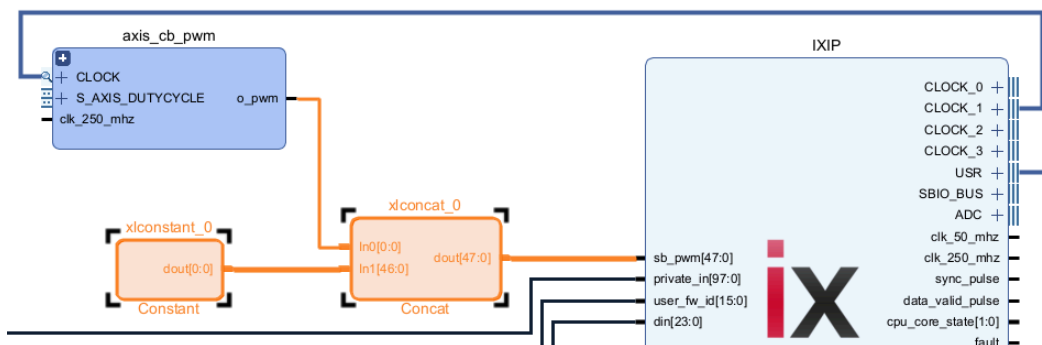 axis_cb_pwm
CLOCK
S_AXIS_DUTYCYCLE
o_pwm
clk_250_mhz
xlconstant_0
dout[0:0]
Constant
xlconcat_0
In0[0:0]
In1[46:0]
dout[47:0]
Concat
IXIP
CLOCK_0
CLOCK_1
CLOCK_2
CLOCK_3
USR
SBIO_BUS
ADC
clk_50_mhz
sb_pwm[47:0]
clk_250_mhz
private_in[97:0]
sync_pulse
user_fw_id[15:0]
data_valid_pulse
din[23:0]
cpu_core_state[1:0]
fault
ix